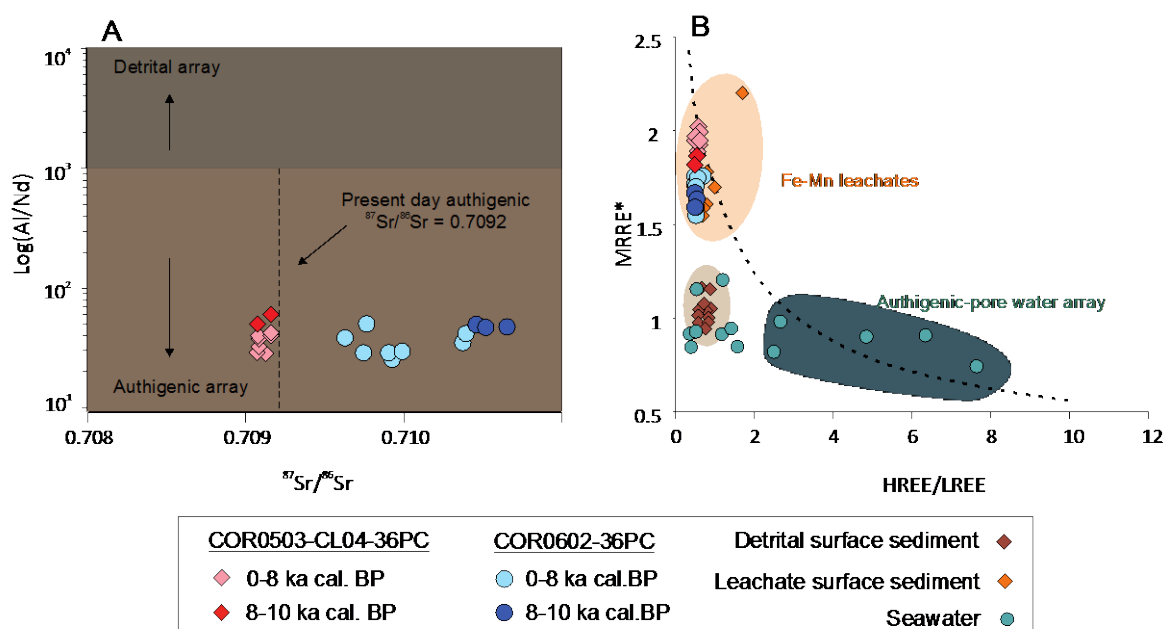 A
B
10⁴
10³
10²
10¹
Log(Al/Nd)
Detrital array
Present day authigenic
⁸⁷Sr/⁸⁶Sr = 0.7092
Authigenic array
0.708
0.709
0.710
⁸⁷Sr/⁸⁶Sr
2.5
2
1.5
1
0.5
MRRE*
Fe-Mn leachates
Authigenic-pore water array
0
2
4
6
8
10
12
HREE/LREE
COR0503-CL04-36PC
0-8 ka cal. BP
8-10 ka cal. BP
COR0602-36PC
0-8 ka cal.BP
8-10 ka cal.BP
Detrital surface sediment
Leachate surface sediment
Seawater